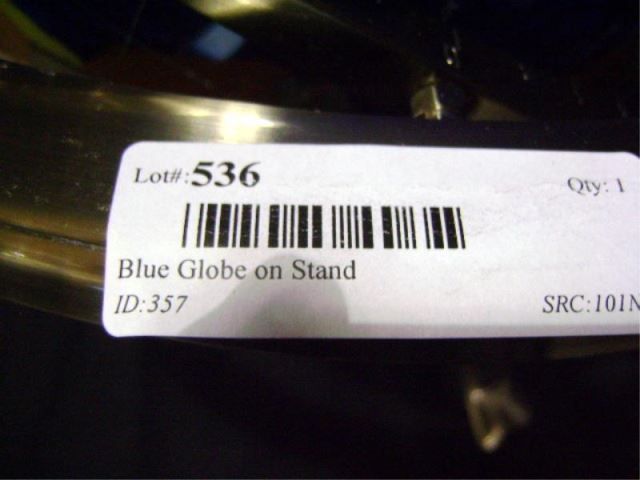 Lot#:536
Qty: 1
Blue Globe on Stand
ID:357
SRC:101N